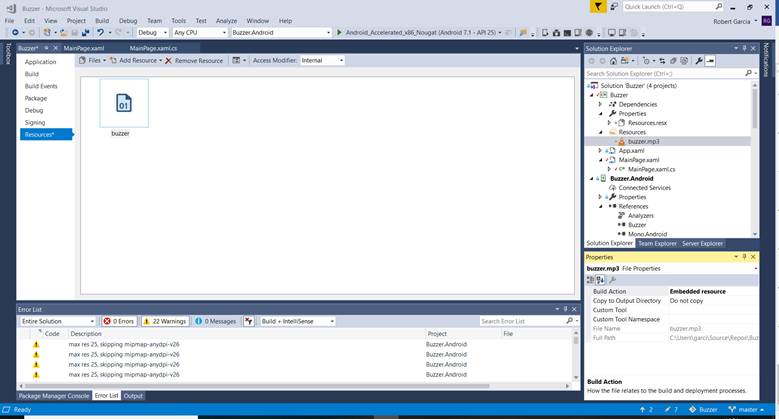 Buzzer - Microsoft Visual Studio
Quick Launch (Ctrl+Q)
File Edit View Project Build Debug Team Tools Test Analyze Window Help
Robert Garcia
RG
Debug Any CPU Buzzer.Android Android_Accelerated_x86_Nougat (Android 7.1 - API 25)
Toolbox
Buzzer* MainPage.xaml MainPage.xaml.cs
Application
Build
Build Events
Package
Debug
Signing
Resources*
Files Add Resource Remove Resource Access Modifier: Internal
01
buzzer
Solution Explorer
Search Solution Explorer (Ctrl+;)
Solution 'Buzzer' (4 projects)
Buzzer
Dependencies
Properties
Resources.resx
Resources
buzzer.mp3
App.xaml
MainPage.xaml
MainPage.xaml.cs
Buzzer.Android
Connected Services
Properties
References
Analyzers
Buzzer
Mono.Android
Solution Explorer Team Explorer Server Explorer
Notifications
Properties
buzzer.mp3 File Properties
Build Action Embedded resource
Copy to Output Directory Do not copy
Custom Tool
Custom Tool Namespace
File Name buzzer.mp3
Full Path C:\Users\garci\Source\Repos\Buz
Build Action
How the file relates to the build and deployment processes.
Error List
Entire Solution 0 Errors 22 Warnings 0 Messages Build + IntelliSense Search Error List
Code Description Project File
max res 25, skipping mipmap-anydpi-v26 Buzzer.Android
max res 25, skipping mipmap-anydpi-v26 Buzzer.Android
max res 25, skipping mipmap-anydpi-v26 Buzzer.Android
max res 25, skipping mipmap-anydpi-v26 Buzzer.Android
Package Manager Console Error List Output
Ready 2 7 Buzzer master